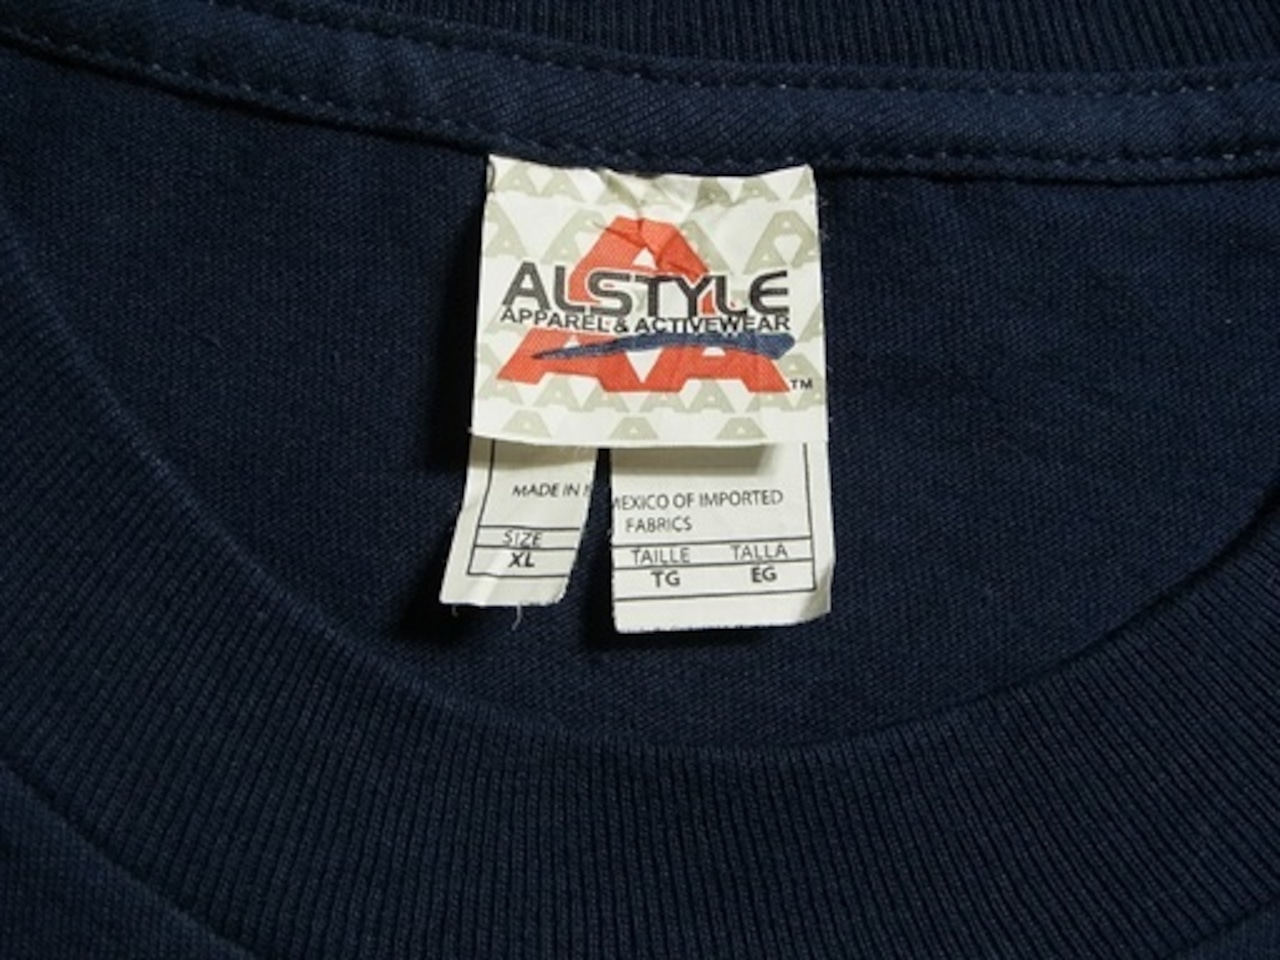 ALSTYLE
APPAREL & ACTIVEWEAR
™
MADE IN MEXICO OF IMPORTED
FABRICS
SIZE TAILLE TALLA
XL TG EG